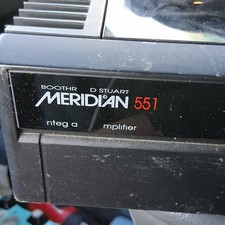 BOOTHR D STUART
MERIDIAN 551
nteg a mplifier